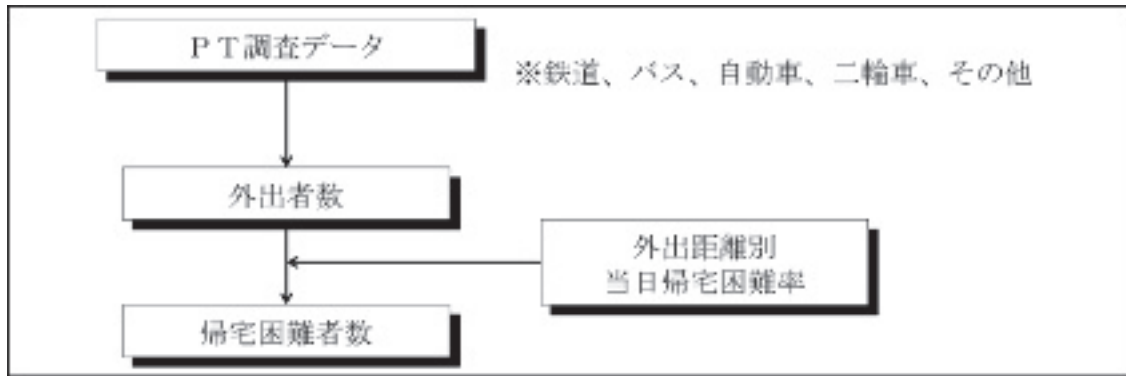 PT調査データ
※鉄道、バス、自動車、二輪車、その他
外出者数
外出距離別
当日帰宅困難率
帰宅困難者数